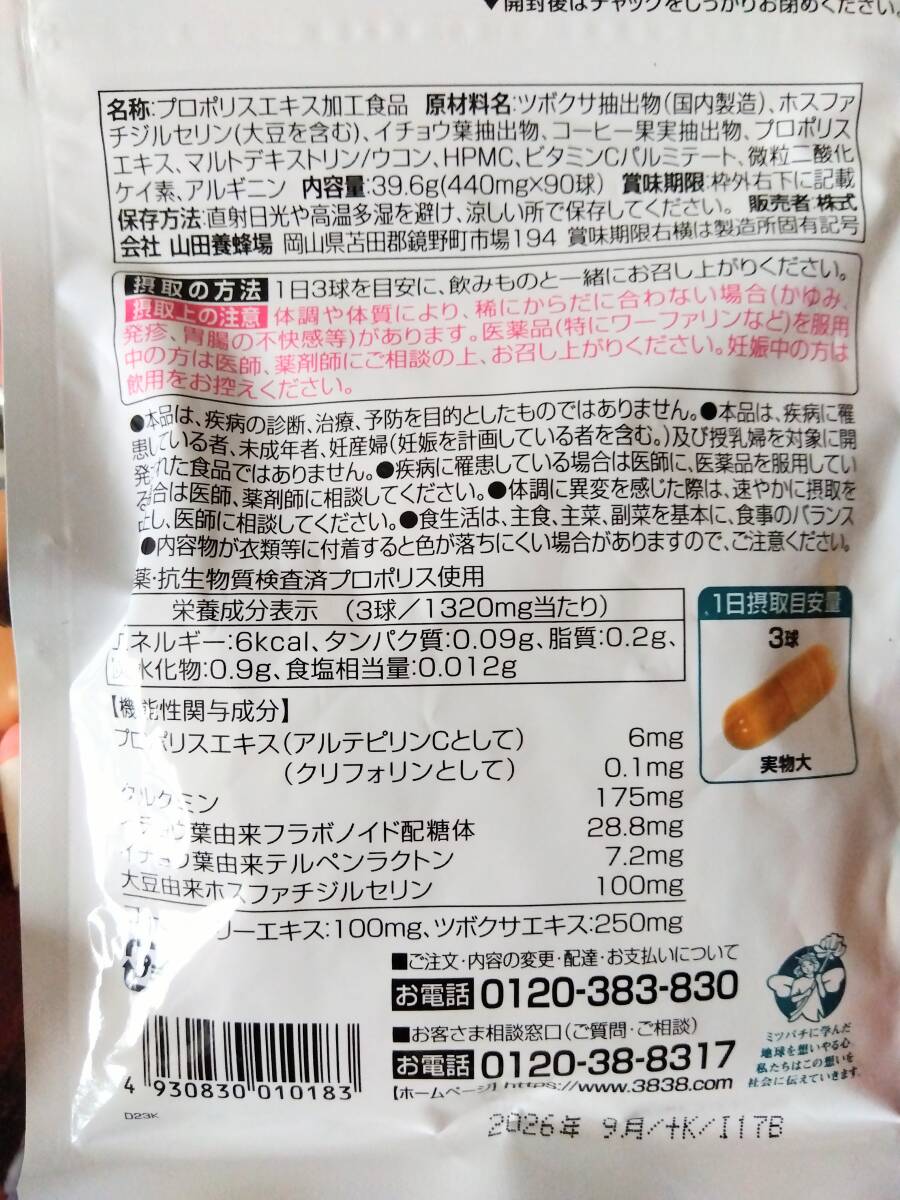 ▼開封後はチャックをしっかりお閉めください。
名称:プロポリスエキス加工食品 原材料名:ツボクサ抽出物(国内製造)、ホスファ
チジルセリン(大豆を含む)、イチョウ葉抽出物、コーヒー果実抽出物、プロポリス
エキス、マルトデキストリン/ウコン、HPMC、ビタミンCパルミテート、微粒二酸化
ケイ素、アルギニン 内容量:39.6g(440mg×90球) 賞味期限:枠外右下に記載
保存方法:直射日光や高温多湿を避け、涼しい所で保存してください。 販売者:株式
会社 山田養蜂場 岡山県苫田郡鏡野町市場194 賞味期限右横は製造所固有記号
摂取の方法 1日3球を目安に、飲みものと一緒にお召し上がりください。
摂取上の注意 体調や体質により、稀にからだに合わない場合(かゆみ、
発疹、胃腸の不快感等)があります。医薬品(特にワーファリンなど)を服用
中の方は医師、薬剤師にご相談の上、お召し上がりください。妊娠中の方は
飲用をお控えください。
●本品は、疾病の診断、治療、予防を目的としたものではありません。●本品は、疾病に罹
患している者、未成年者、妊産婦(妊娠を計画している者を含む。)及び授乳婦を対象に開
発された食品ではありません。●疾病に罹患している場合は医師に、医薬品を服用してい
る場合は医師、薬剤師に相談してください。●体調に異変を感じた際は、速やかに摂取を
止し、医師に相談してください。●食生活は、主食、主菜、副菜を基本に、食事のバランス
●内容物が衣類等に付着すると色が落ちにくい場合がありますので、ご注意ください。
薬・抗生物質検査済プロポリス使用
栄養成分表示 (3球/1320mg当たり)
エネルギー:6kcal、タンパク質:0.09g、脂質:0.2g、
炭水化物:0.9g、食塩相当量:0.012g
1日摂取目安量
3球
実物大
【機能性関与成分】
プロポリスエキス(アルテピリンCとして) 6mg
(クリフォリンとして) 0.1mg
クルクミン 175mg
イチョウ葉由来フラボノイド配糖体 28.8mg
イチョウ葉由来テルペンラクトン 7.2mg
大豆由来ホスファチジルセリン 100mg
リーエキス:100mg、ツボクサエキス:250mg
■ご注文・内容の変更・配達・お支払いについて
お電話 0120-383-830
■お客さま相談窓口(ご質問・ご相談)
お電話 0120-38-8317
【ホームページ】https://www.3838.com
ミツバチに学んだ
地球を想いやる心
私たちはこの想いを
社会に伝えていきます。
4 930830 010183
D23K
2026年 9月/+K/I17B